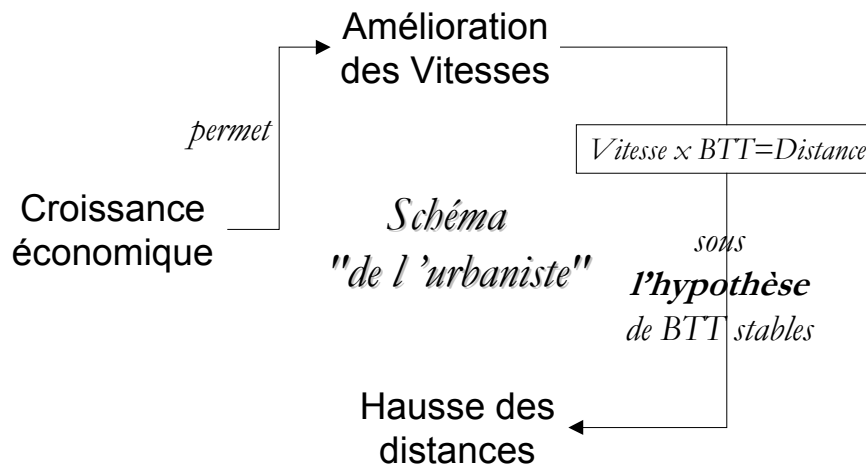 Amélioration
des Vitesses
permet
Vitesse x BTT=Distance
Croissance
économique
Schéma
"de l 'urbaniste"
sous
l'hypothèse
de BTT stables
Hausse des
distances